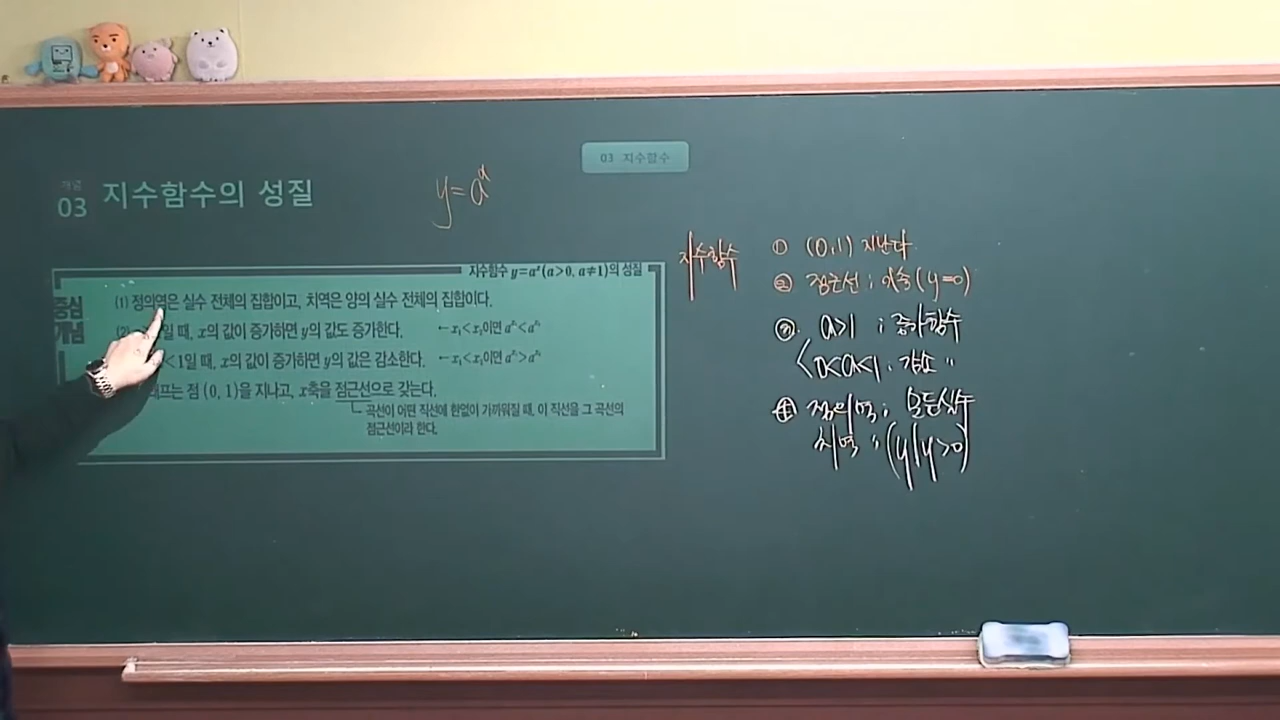 03 지수함수
개념
03 지수함수의 성질
y=aˣ
지수함수 y=aˣ(a>0, a≠1)의 성질
중심
개념
(1) 정의역은 실수 전체의 집합이고, 치역은 양의 실수 전체의 집합이다.
(2) 일 때, x의 값이 증가하면 y의 값도 증가한다. ←x₁<x₂이면 aˣ¹<aˣ²
<1일 때, x의 값이 증가하면 y의 값은 감소한다. ←x₁<x₂이면 aˣ¹>aˣ²
래프는 점 (0, 1)을 지나고, x축을 점근선으로 갖는다.
곡선이 어떤 직선에 한없이 가까워질 때, 이 직선을 그 곡선의
점근선이라 한다.
지수함수
① (0,1) 지난다.
② 점근선 ; x축(y=0)
③ a>1 ; 증가함수
0<a<1 ; 감소 〃
④ 정의역 ; 모든실수
치역 ; {y|y>0}